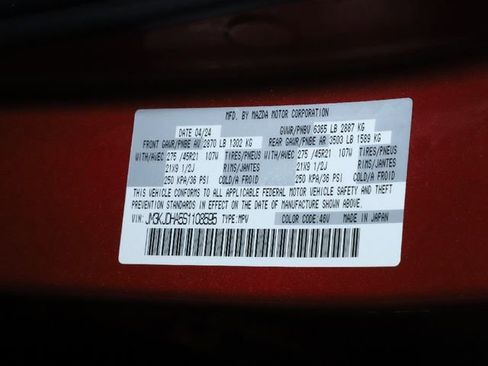 MFD. BY MAZDA MOTOR CORPORATION
DATE 04/24 GVWR/PNBV 6365 LB 2887 KG
FRONT GAWR/PNBE AV 2870 LB 1302 KG REAR GAWR/PNBE AR 3503 LB 1589 KG
WITH/AVEC 275 /45R21 107W TIRES/PNEUS WITH/AVEC 275 /45R21 107W TIRES/PNEUS
21X9 1/2J RIMS/JANTES 21X9 1/2J RIMS/JANTES
250 KPA/36 PSI COLD/A FROID 250 KPA/36 PSI COLD/A FROID
THIS VEHICLE CONFORMS TO ALL APPLICABLE FEDERAL MOTOR VEHICLE SAFETY AND THEFT
PREVENTION STANDARDS IN EFFECT ON THE DATE OF MANUFACTURE SHOWN ABOVE.
VIN: TYPE:MPV COLOR CODE:46V MADE IN JAPAN